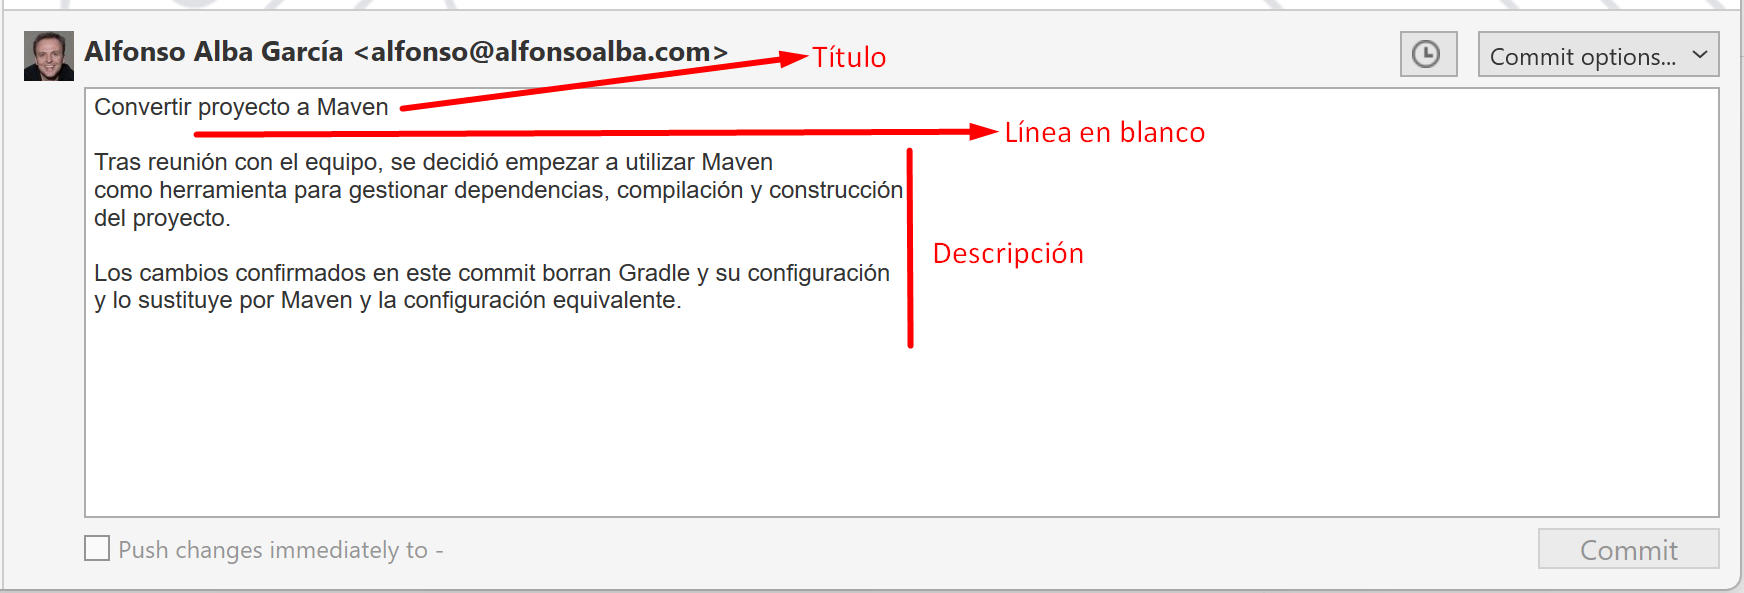 Alfonso Alba García <alfonso@alfonsoalba.com>
Título
Commit options...
Convertir proyecto a Maven
Línea en blanco
Tras reunión con el equipo, se decidió empezar a utilizar Maven
como herramienta para gestionar dependencias, compilación y construcción
del proyecto.
Descripción
Los cambios confirmados en este commit borran Gradle y su configuración
y lo sustituye por Maven y la configuración equivalente.
Push changes immediately to -
Commit